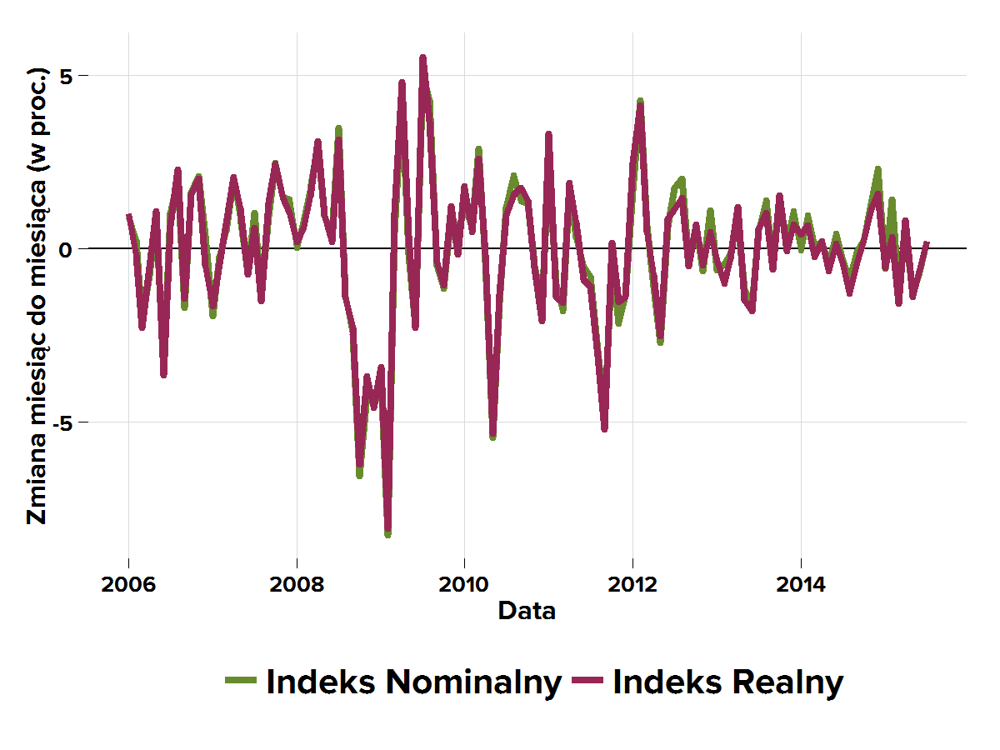 Zmiana miesiąc do miesiąca (w proc.)
5
0
-5
2006 2008 2010 2012 2014
Data
Indeks Nominalny Indeks Realny